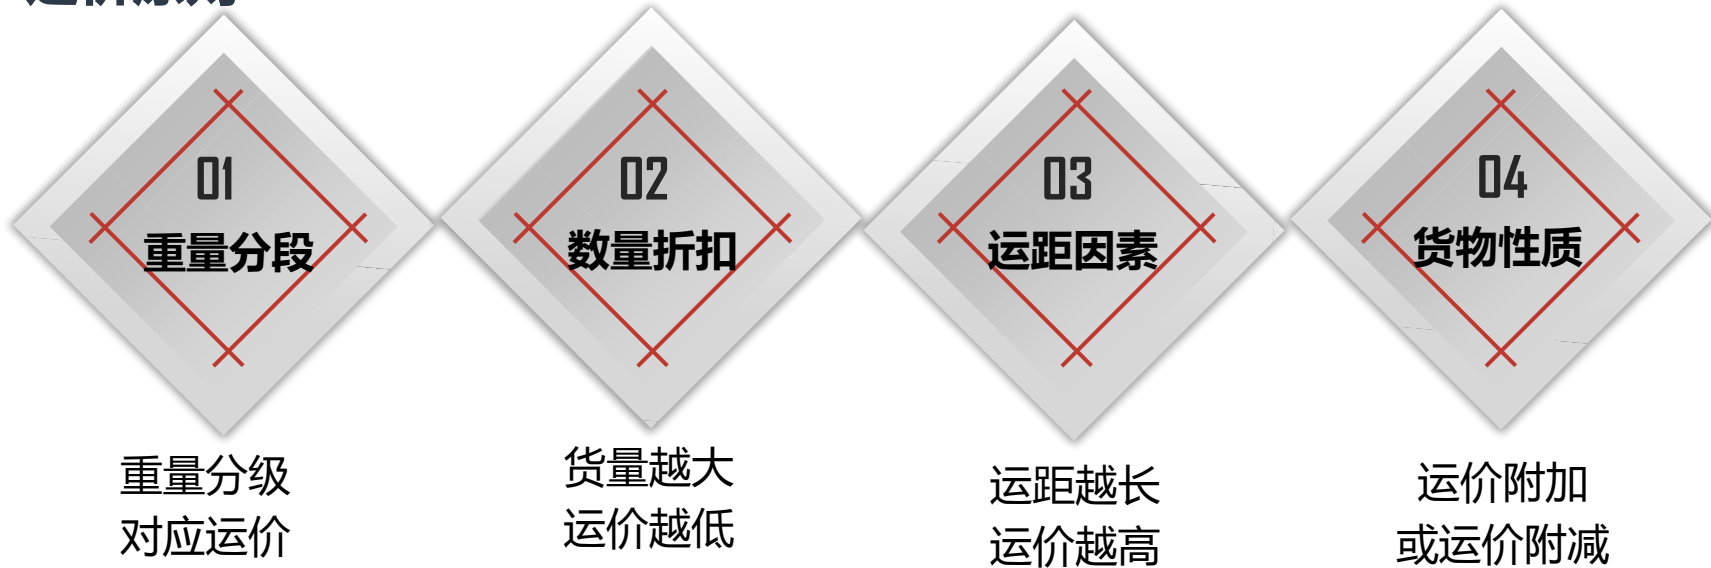 01
重量分段
重量分级
对应运价
02
数量折扣
货量越大
运价越低
03
运距因素
运距越长
运价越高
04
货物性质
运价附加
或运价附减